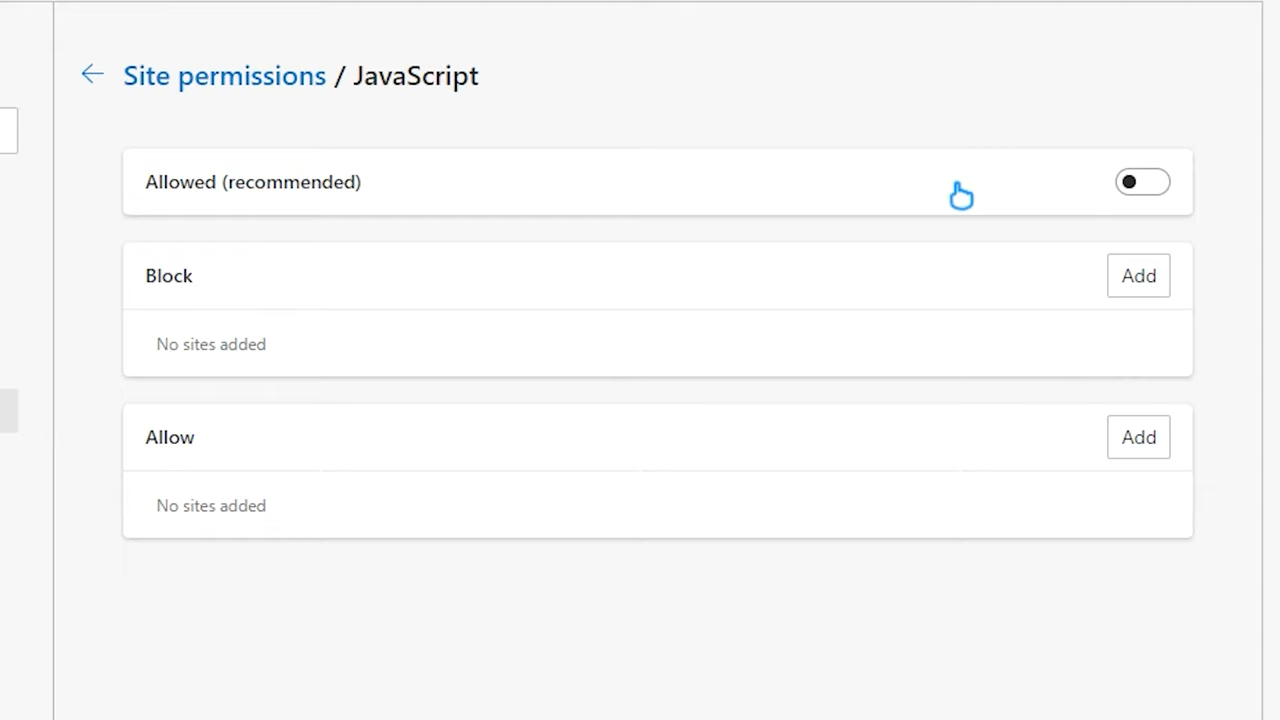 Site permissions / JavaScript
Allowed (recommended)
Block
Add
No sites added
Allow
Add
No sites added